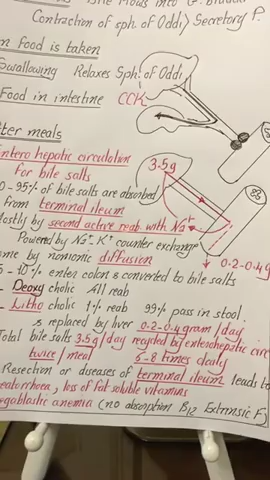 Bile flows into G. Bladder
Contraction of sph. of Oddi } Secretory P.
n food is taken
Swallowing Relaxes Sph. of Oddi
Food in intestine CCK
ter meals
Entero hepatic circulation
for bile salts
3.5g
0-95% of bile salts are absorbed
from terminal ileum
Mostly by second active reab. with Na+
Powered by Na+ K+ counter exchange
me by nonionic diffusion
0.2-0.4g
5-10% enter colon & converted to bile salts
Deoxy cholic All reab
Litho cholic 1% reab 99% pass in stool
& replaced by liver 0.2-0.4 gram/day
Total bile salts 3.5g/day recycled by enterohepatic circ
twice/meal 6-8 times daily
Resection or diseases of terminal ileum leads to
eatorrhoea, loss of fat soluble vitamins
egaloblastic anemia (no absorption B12 Extrinsic F.)